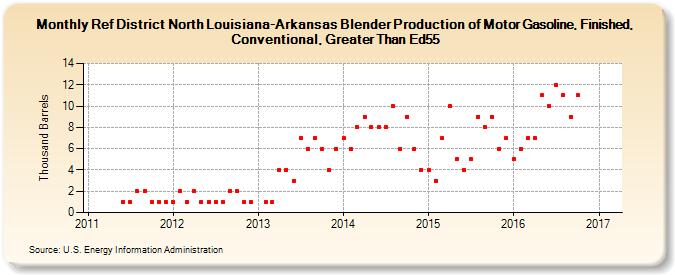 Monthly Ref District North Louisiana-Arkansas Blender Production of Motor Gasoline, Finished,
Conventional, Greater Than Ed55
Thousand Barrels
14
12
10
8
6
4
2
0
2011 2012 2013 2014 2015 2016 2017
Source: U.S. Energy Information Administration